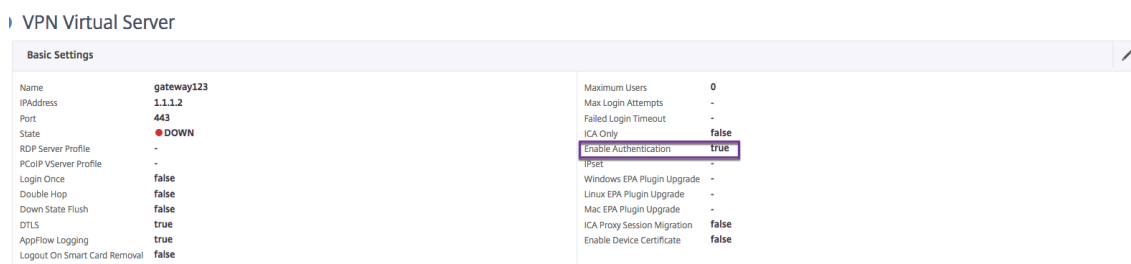 VPN Virtual Server
Basic Settings
Name gateway123
IPAddress 1.1.1.2
Port 443
State DOWN
RDP Server Profile -
PCoIP VServer Profile -
Login Once false
Double Hop false
Down State Flush false
DTLS true
AppFlow Logging true
Logout On Smart Card Removal false
Maximum Users 0
Max Login Attempts -
Failed Login Timeout -
ICA Only false
Enable Authentication true
IPset -
Windows EPA Plugin Upgrade -
Linux EPA Plugin Upgrade -
Mac EPA Plugin Upgrade -
ICA Proxy Session Migration false
Enable Device Certificate false